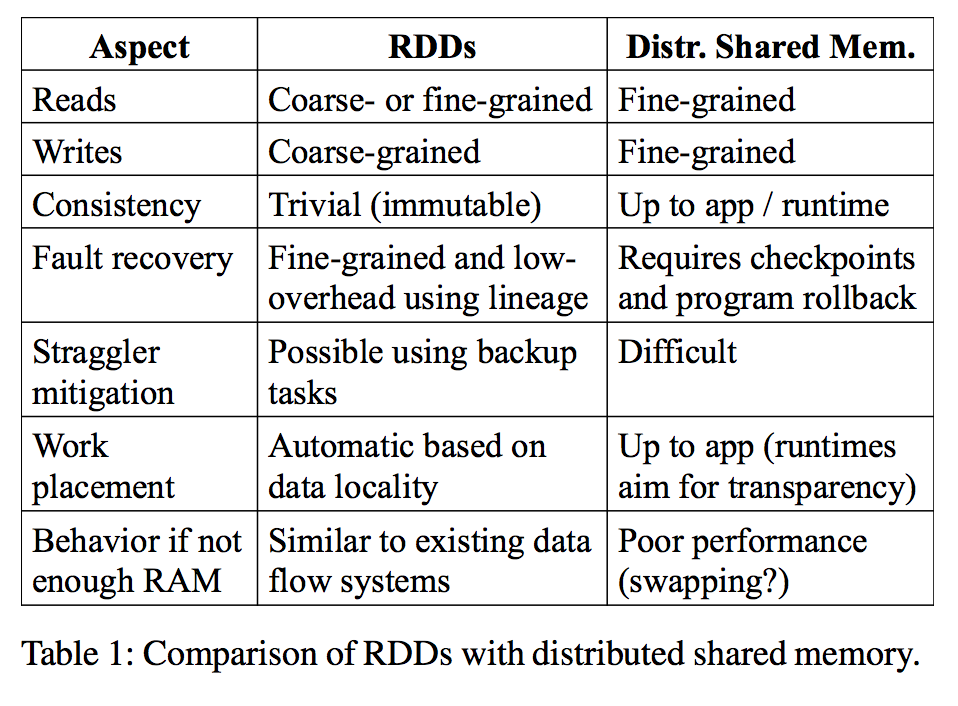 Aspect RDDs Distr. Shared Mem.
Reads Coarse- or fine-grained Fine-grained
Writes Coarse-grained Fine-grained
Consistency Trivial (immutable) Up to app / runtime
Fault recovery Fine-grained and low- Requires checkpoints
overhead using lineage and program rollback
Straggler Possible using backup Difficult
mitigation tasks
Work Automatic based on Up to app (runtimes
placement data locality aim for transparency)
Behavior if not Similar to existing data Poor performance
enough RAM flow systems (swapping?)
Table 1: Comparison of RDDs with distributed shared memory.